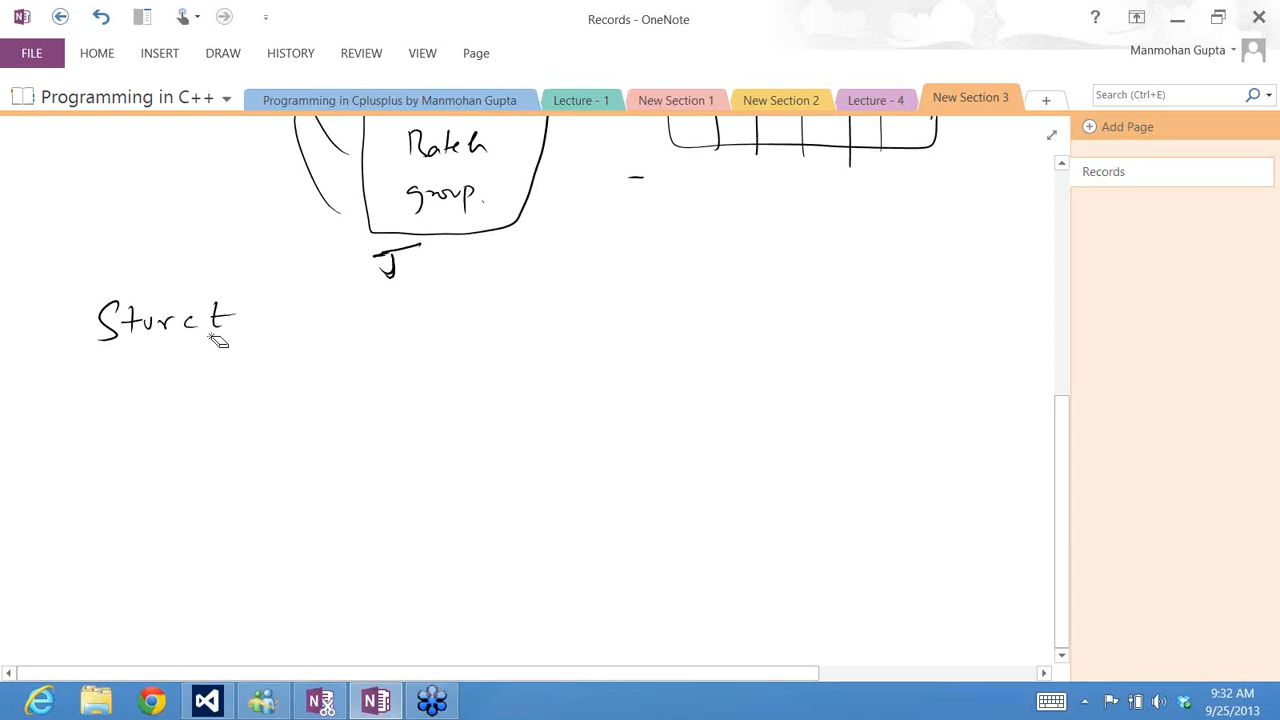 Records - OneNote
?
FILE HOME INSERT DRAW HISTORY REVIEW VIEW Page
Manmohan Gupta
Programming in C++
Programming in Cplusplus by Manmohan Gupta
Lecture - 1
New Section 1
New Section 2
Lecture - 4
New Section 3
Search (Ctrl+E)
Add Page
Records
group.
Sturct
9:32 AM
9/25/2013